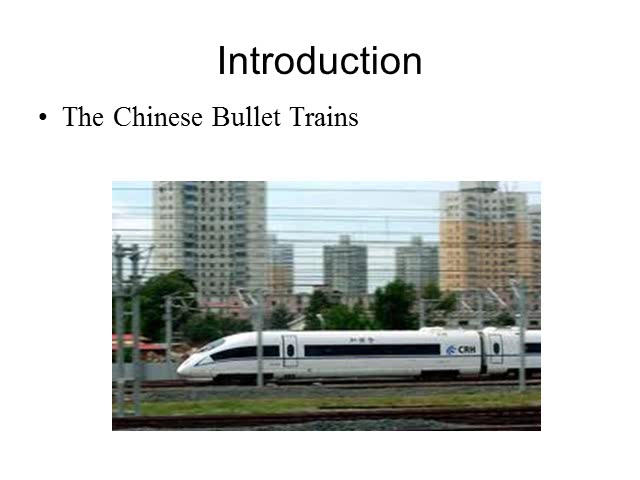 Introduction
• The Chinese Bullet Trains
CRH